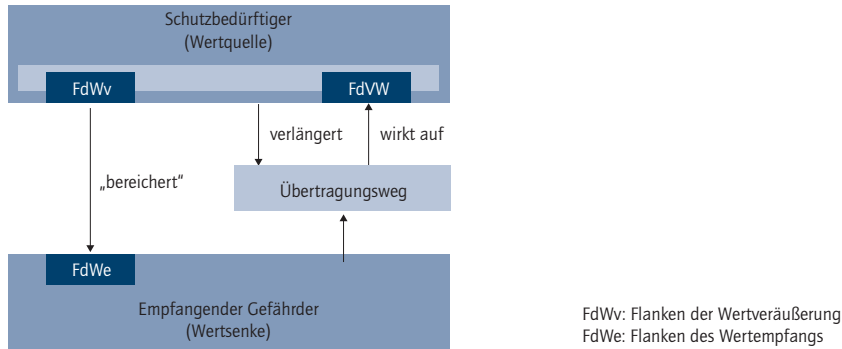 Schutzbedürftiger
(Wertquelle)
FdWv
FdVW
verlängert
wirkt auf
„bereichert“
Übertragungsweg
FdWe
Empfangender Gefährder
(Wertsenke)
FdWv: Flanken der Wertveräußerung
FdWe: Flanken des Wertempfangs